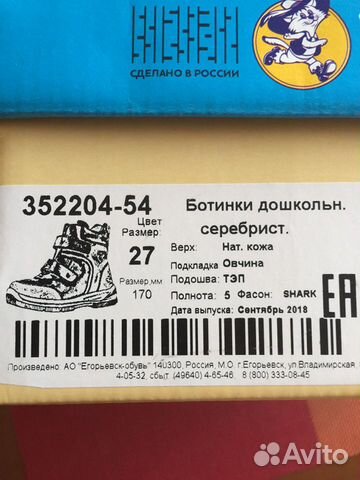 СДЕЛАНО В РОССИИ
352204-54
Ботинки дошкольн.
Цвет
серебрист.
Размер:
27
Верх: Нат. кожа
Подкладка Овчина
Размер,мм
Подошва: ТЭП
170
Полнота: 5 Фасон: SHARK
Дата выпуска: Сентябрь 2018
ЕАС
Произведено: АО "Егорьевск-обувь" 140300, Россия, М.О. г.Егорьевск, ул.Владимирская,
4-05-32, сбыт (49640) 4-65-46, 8 (800) 333-08-45
Avito